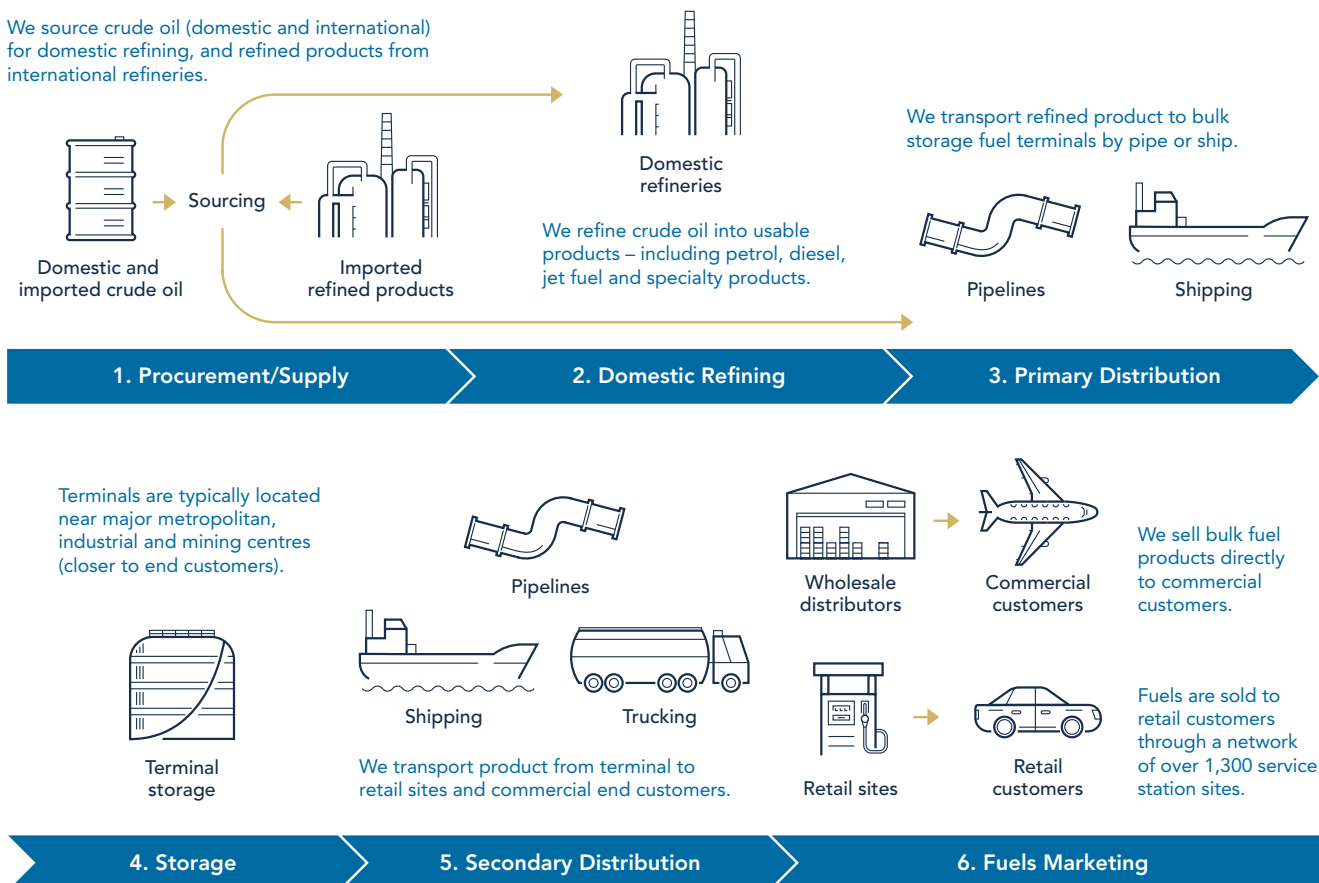 We source crude oil (domestic and international)
for domestic refining, and refined products from
international refineries.
Sourcing
Domestic and
imported crude oil
Imported
refined products
Domestic
refineries
We refine crude oil into usable
products – including petrol, diesel,
jet fuel and specialty products.
We transport refined product to bulk
storage fuel terminals by pipe or ship.
Pipelines
Shipping
1. Procurement/Supply
2. Domestic Refining
3. Primary Distribution
Terminals are typically located
near major metropolitan,
industrial and mining centres
(closer to end customers).
Terminal
storage
Pipelines
Shipping
Trucking
We transport product from terminal to
retail sites and commercial end customers.
Wholesale
distributors
Commercial
customers
We sell bulk fuel
products directly
to commercial
customers.
Retail sites
Retail
customers
Fuels are sold to
retail customers
through a network
of over 1,300 service
station sites.
4. Storage
5. Secondary Distribution
6. Fuels Marketing